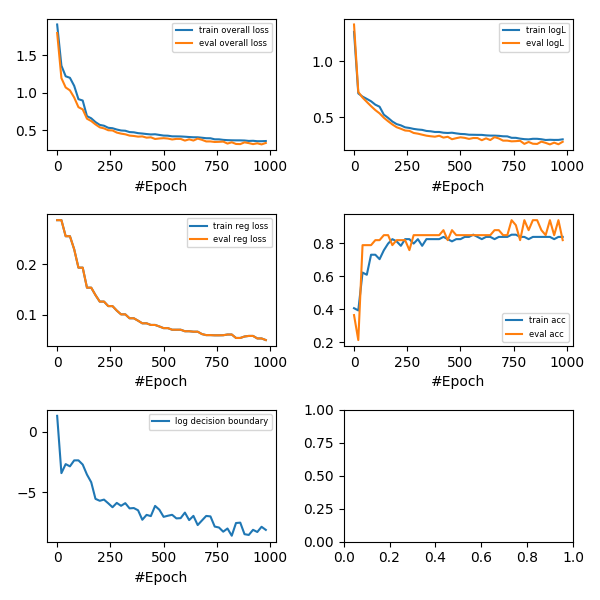 train overall loss
eval overall loss
1.5
1.0
0.5
0 250 500 750 1000
#Epoch
train logL
eval logL
1.0
0.5
0 250 500 750 1000
#Epoch
train reg loss
eval reg loss
0.2
0.1
0 250 500 750 1000
#Epoch
train acc
eval acc
0.8
0.6
0.4
0.2
0 250 500 750 1000
#Epoch
log decision boundary
0
−5
0 250 500 750 1000
#Epoch
1.00
0.75
0.50
0.25
0.00
0.0 0.2 0.4 0.6 0.8 1.0